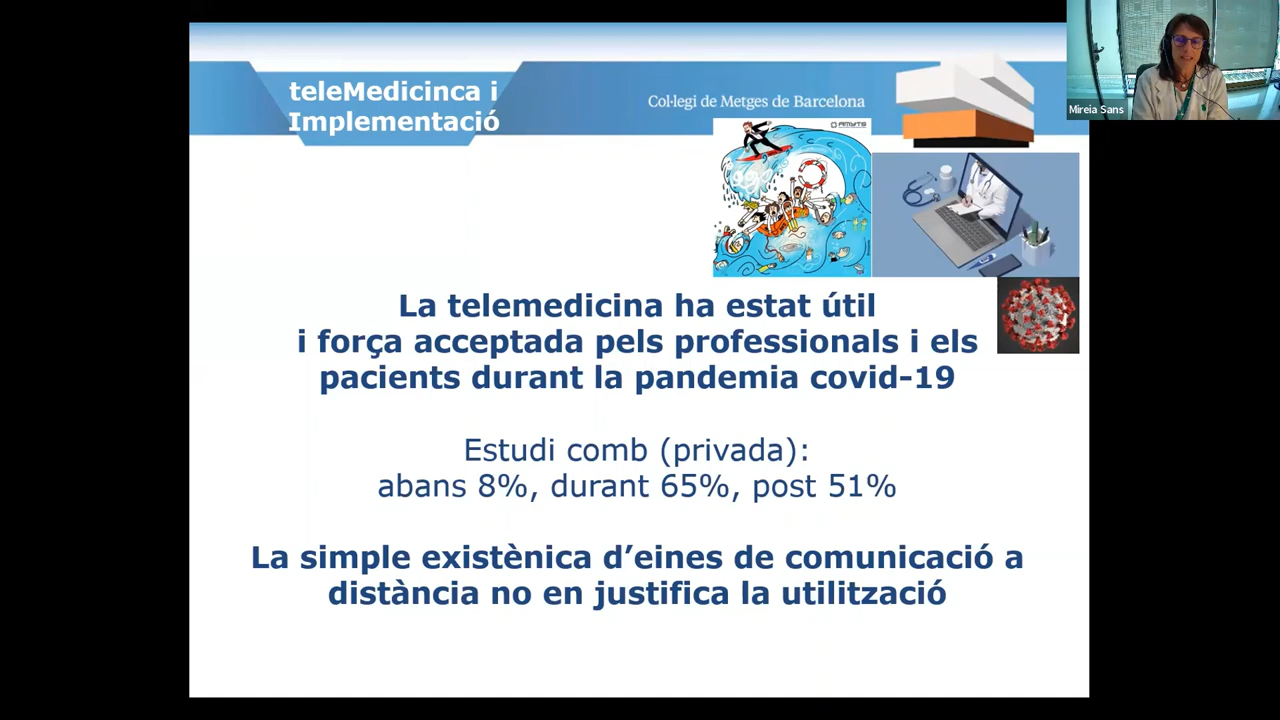 teleMedicinca i
Implementació
Col·legi de Metges de Barcelona
Mireia Sans
AMYTS
La telemedicina ha estat útil
i força acceptada pels professionals i els
pacients durant la pandemia covid-19
Estudi comb (privada):
abans 8%, durant 65%, post 51%
La simple existènica d’eines de comunicació a
distància no en justifica la utilització